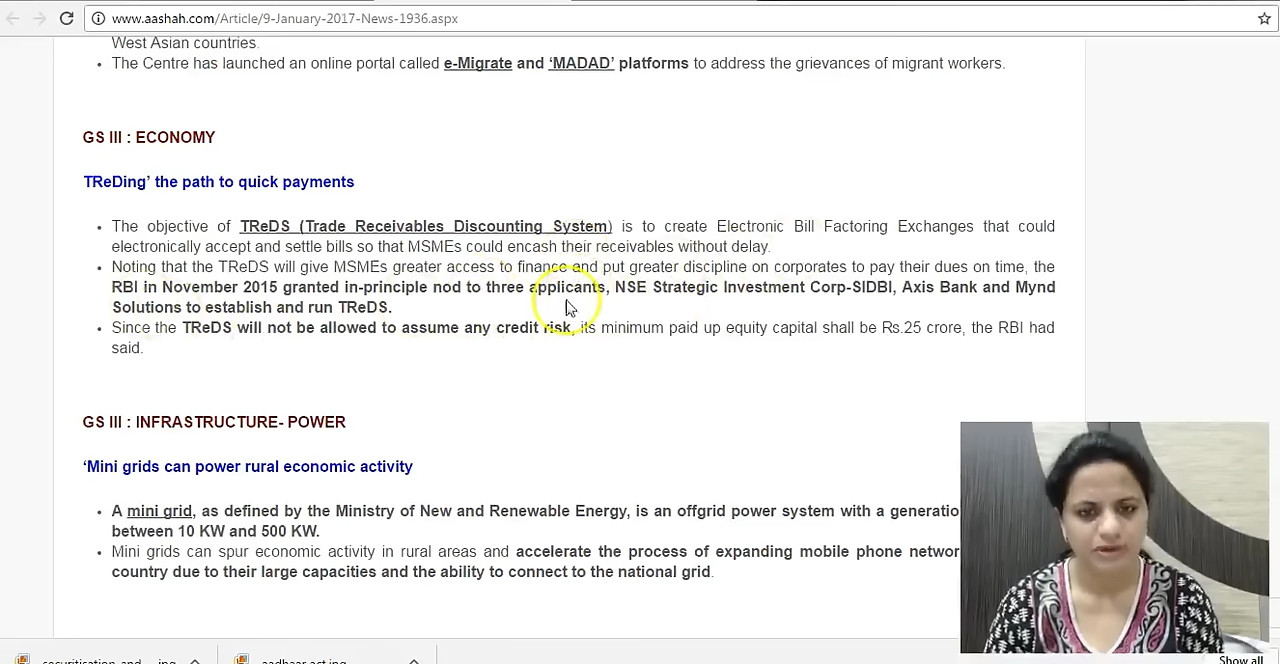 www.aashah.com/Article/9-January-2017-News-1936.aspx
West Asian countries.
• The Centre has launched an online portal called e-Migrate and ‘MADAD’ platforms to address the grievances of migrant workers.
GS III : ECONOMY
TReDing’ the path to quick payments
• The objective of TReDS (Trade Receivables Discounting System) is to create Electronic Bill Factoring Exchanges that could
electronically accept and settle bills so that MSMEs could encash their receivables without delay.
• Noting that the TReDS will give MSMEs greater access to finance and put greater discipline on corporates to pay their dues on time, the
RBI in November 2015 granted in-principle nod to three applicants, NSE Strategic Investment Corp-SIDBI, Axis Bank and Mynd
Solutions to establish and run TReDS.
• Since the TReDS will not be allowed to assume any credit risk, its minimum paid up equity capital shall be Rs.25 crore, the RBI had
said.
GS III : INFRASTRUCTURE- POWER
‘Mini grids can power rural economic activity
• A mini grid, as defined by the Ministry of New and Renewable Energy, is an offgrid power system with a generatio
between 10 KW and 500 KW.
• Mini grids can spur economic activity in rural areas and accelerate the process of expanding mobile phone networ
country due to their large capacities and the ability to connect to the national grid.
Show all